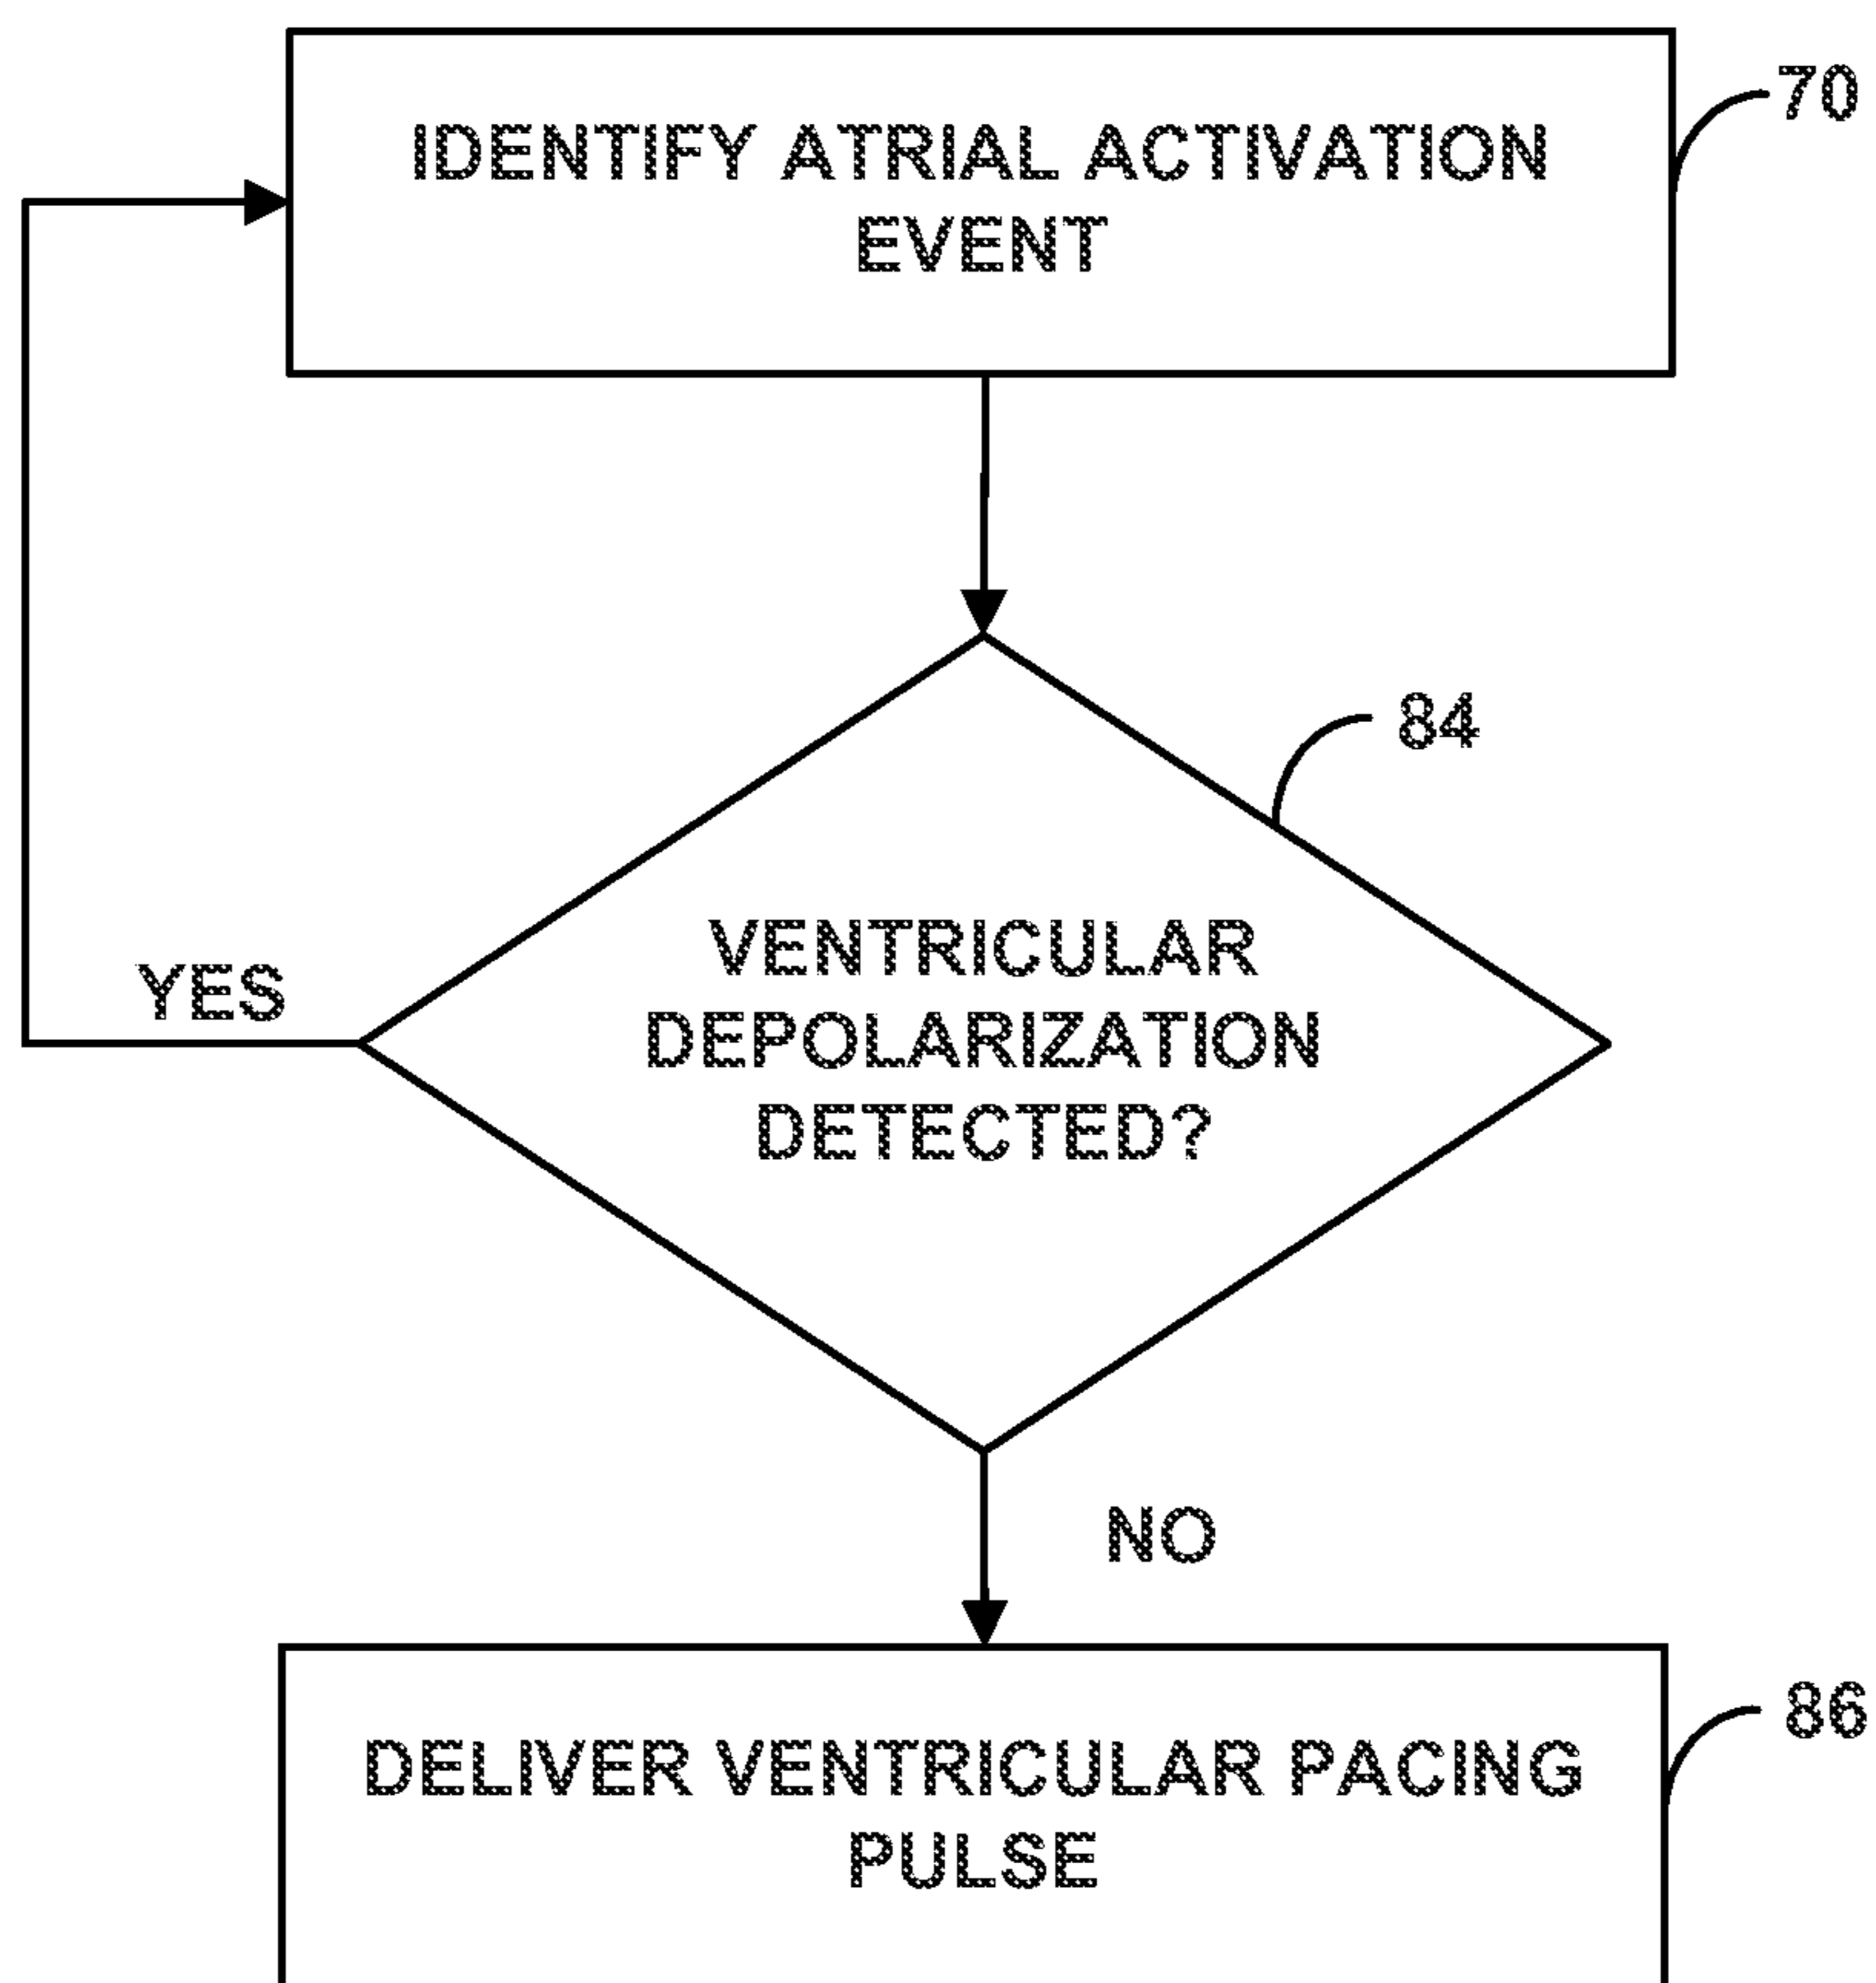 70
IDENTIFY ATRIAL ACTIVATION
EVENT
84
VENTRICULAR
DEPOLARIZATION
DETECTED?
YES
NO
86
DELIVER VENTRICULAR PACING
PULSE